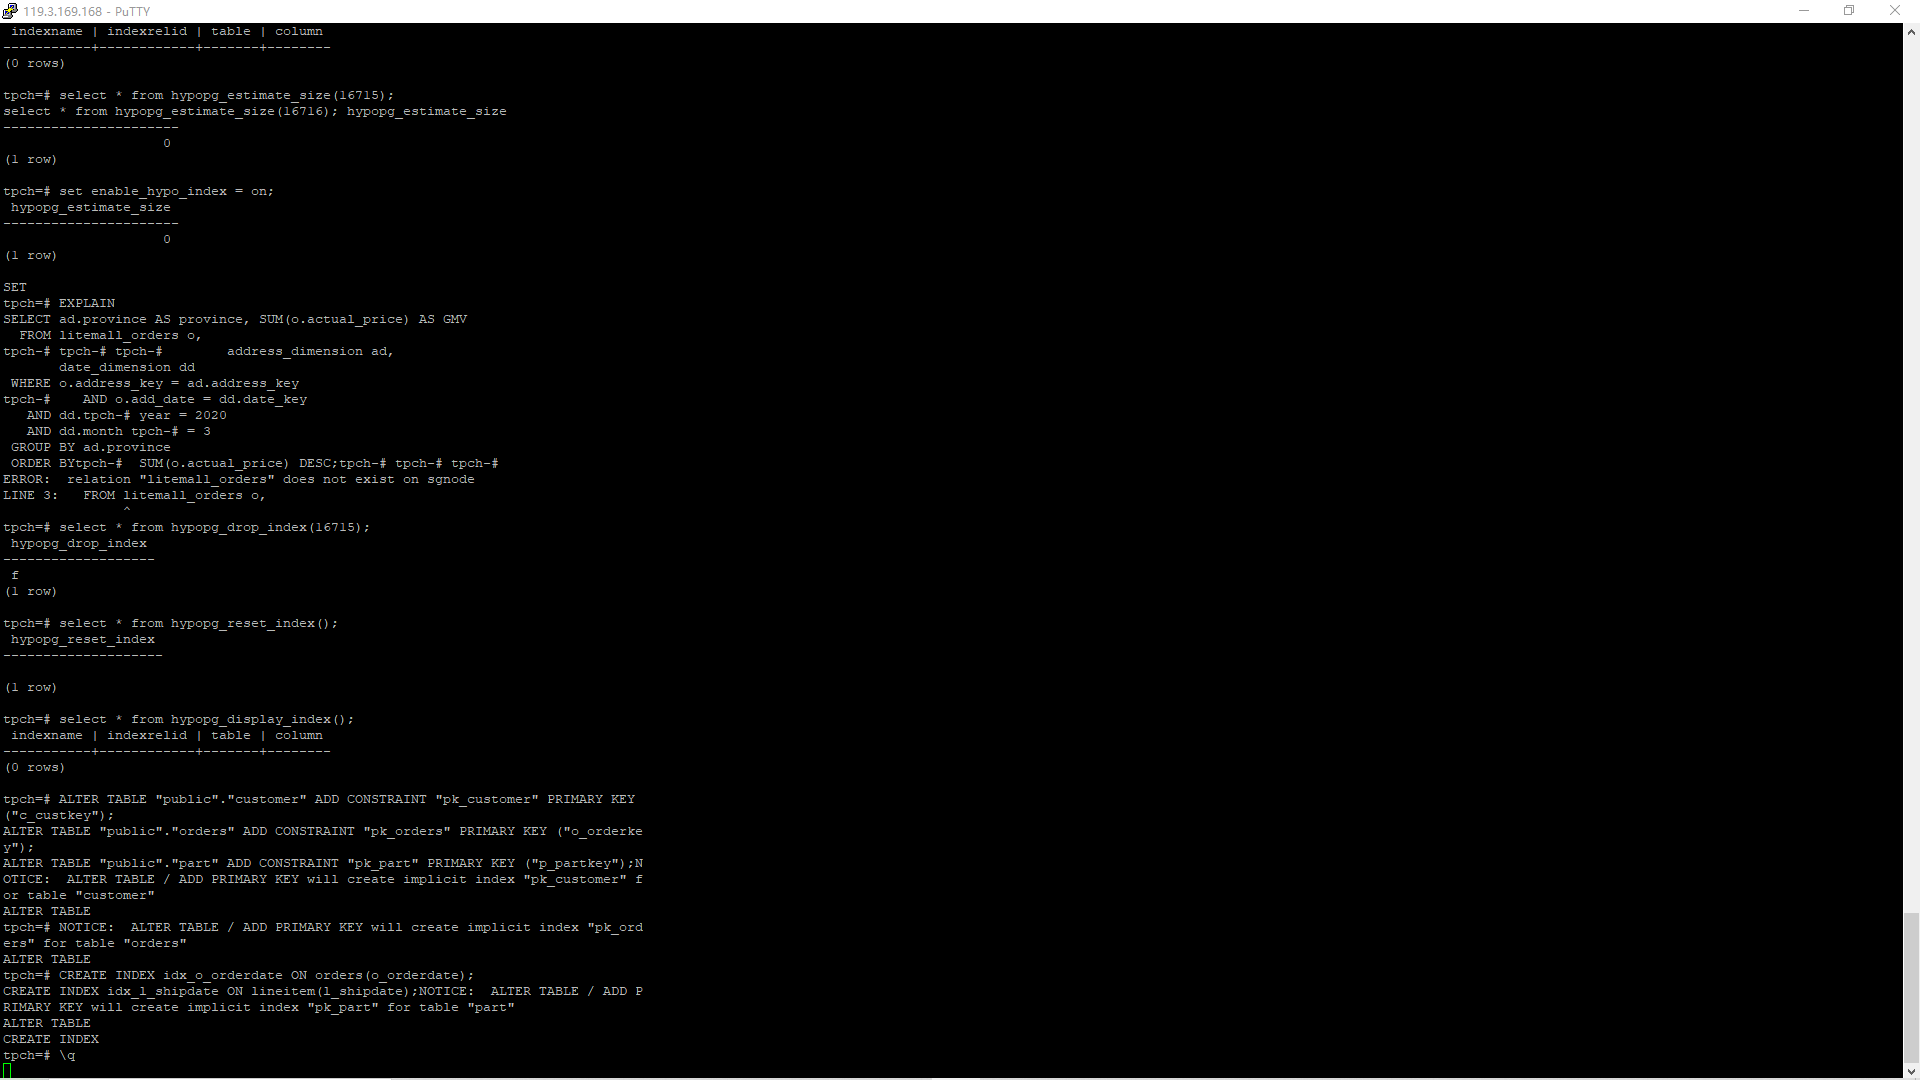 119.3.169.168 - PuTTY
 indexname | indexrelid | table | column
-----------+------------+-------+--------
(0 rows)
tpch=# select * from hypopg_estimate_size(16715);
select * from hypopg_estimate_size(16716); hypopg_estimate_size
----------------------
                    0
(1 row)
tpch=# set enable_hypo_index = on;
 hypopg_estimate_size
----------------------
                    0
(1 row)
SET
tpch=# EXPLAIN
SELECT ad.province AS province, SUM(o.actual_price) AS GMV
  FROM litemall_orders o,
tpch-# tpch-# tpch-#        address_dimension ad,
       date_dimension dd
 WHERE o.address_key = ad.address_key
tpch-#    AND o.add_date = dd.date_key
   AND dd.tpch-# year = 2020
   AND dd.month tpch-# = 3
 GROUP BY ad.province
 ORDER BYtpch-#  SUM(o.actual_price) DESC;tpch-# tpch-# tpch-#
ERROR:  relation "litemall_orders" does not exist on sgnode
LINE 3:   FROM litemall_orders o,
               ^
tpch=# select * from hypopg_drop_index(16715);
 hypopg_drop_index
-------------------
 f
(1 row)
tpch=# select * from hypopg_reset_index();
 hypopg_reset_index
--------------------
(1 row)
tpch=# select * from hypopg_display_index();
 indexname | indexrelid | table | column
-----------+------------+-------+--------
(0 rows)
tpch=# ALTER TABLE "public"."customer" ADD CONSTRAINT "pk_customer" PRIMARY KEY
("c_custkey");
ALTER TABLE "public"."orders" ADD CONSTRAINT "pk_orders" PRIMARY KEY ("o_orderke
y");
ALTER TABLE "public"."part" ADD CONSTRAINT "pk_part" PRIMARY KEY ("p_partkey");N
OTICE:  ALTER TABLE / ADD PRIMARY KEY will create implicit index "pk_customer" f
or table "customer"
ALTER TABLE
tpch=# NOTICE:  ALTER TABLE / ADD PRIMARY KEY will create implicit index "pk_ord
ers" for table "orders"
ALTER TABLE
tpch=# CREATE INDEX idx_o_orderdate ON orders(o_orderdate);
CREATE INDEX idx_l_shipdate ON lineitem(l_shipdate);NOTICE:  ALTER TABLE / ADD P
RIMARY KEY will create implicit index "pk_part" for table "part"
ALTER TABLE
CREATE INDEX
tpch=# \q